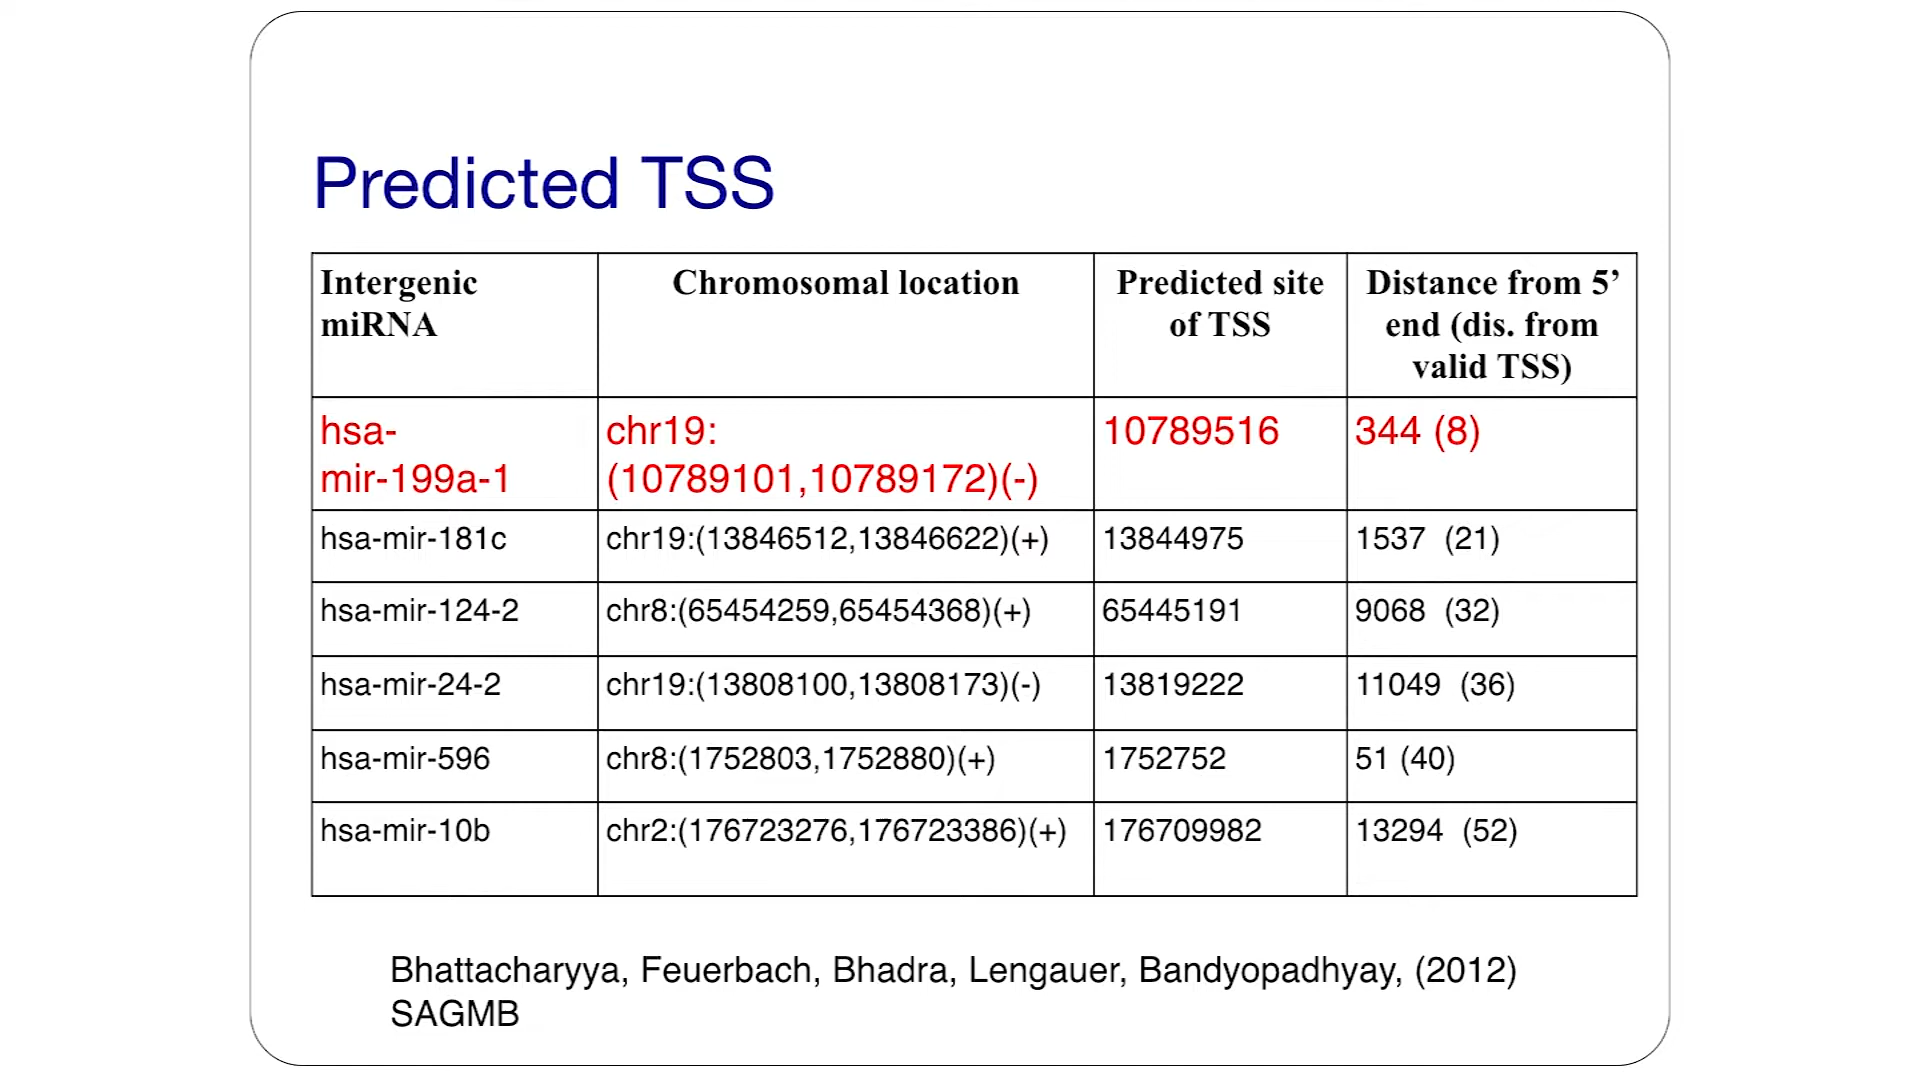 Predicted TSS
Intergenic
miRNA
Chromosomal location
Predicted site
of TSS
Distance from 5’
end (dis. from
valid TSS)
hsa-
mir-199a-1
chr19:
(10789101,10789172)(-)
10789516
344 (8)
hsa-mir-181c
chr19:(13846512,13846622)(+)
13844975
1537 (21)
hsa-mir-124-2
chr8:(65454259,65454368)(+)
65445191
9068 (32)
hsa-mir-24-2
chr19:(13808100,13808173)(-)
13819222
11049 (36)
hsa-mir-596
chr8:(1752803,1752880)(+)
1752752
51 (40)
hsa-mir-10b
chr2:(176723276,176723386)(+)
176709982
13294 (52)
Bhattacharyya, Feuerbach, Bhadra, Lengauer, Bandyopadhyay, (2012)
SAGMB